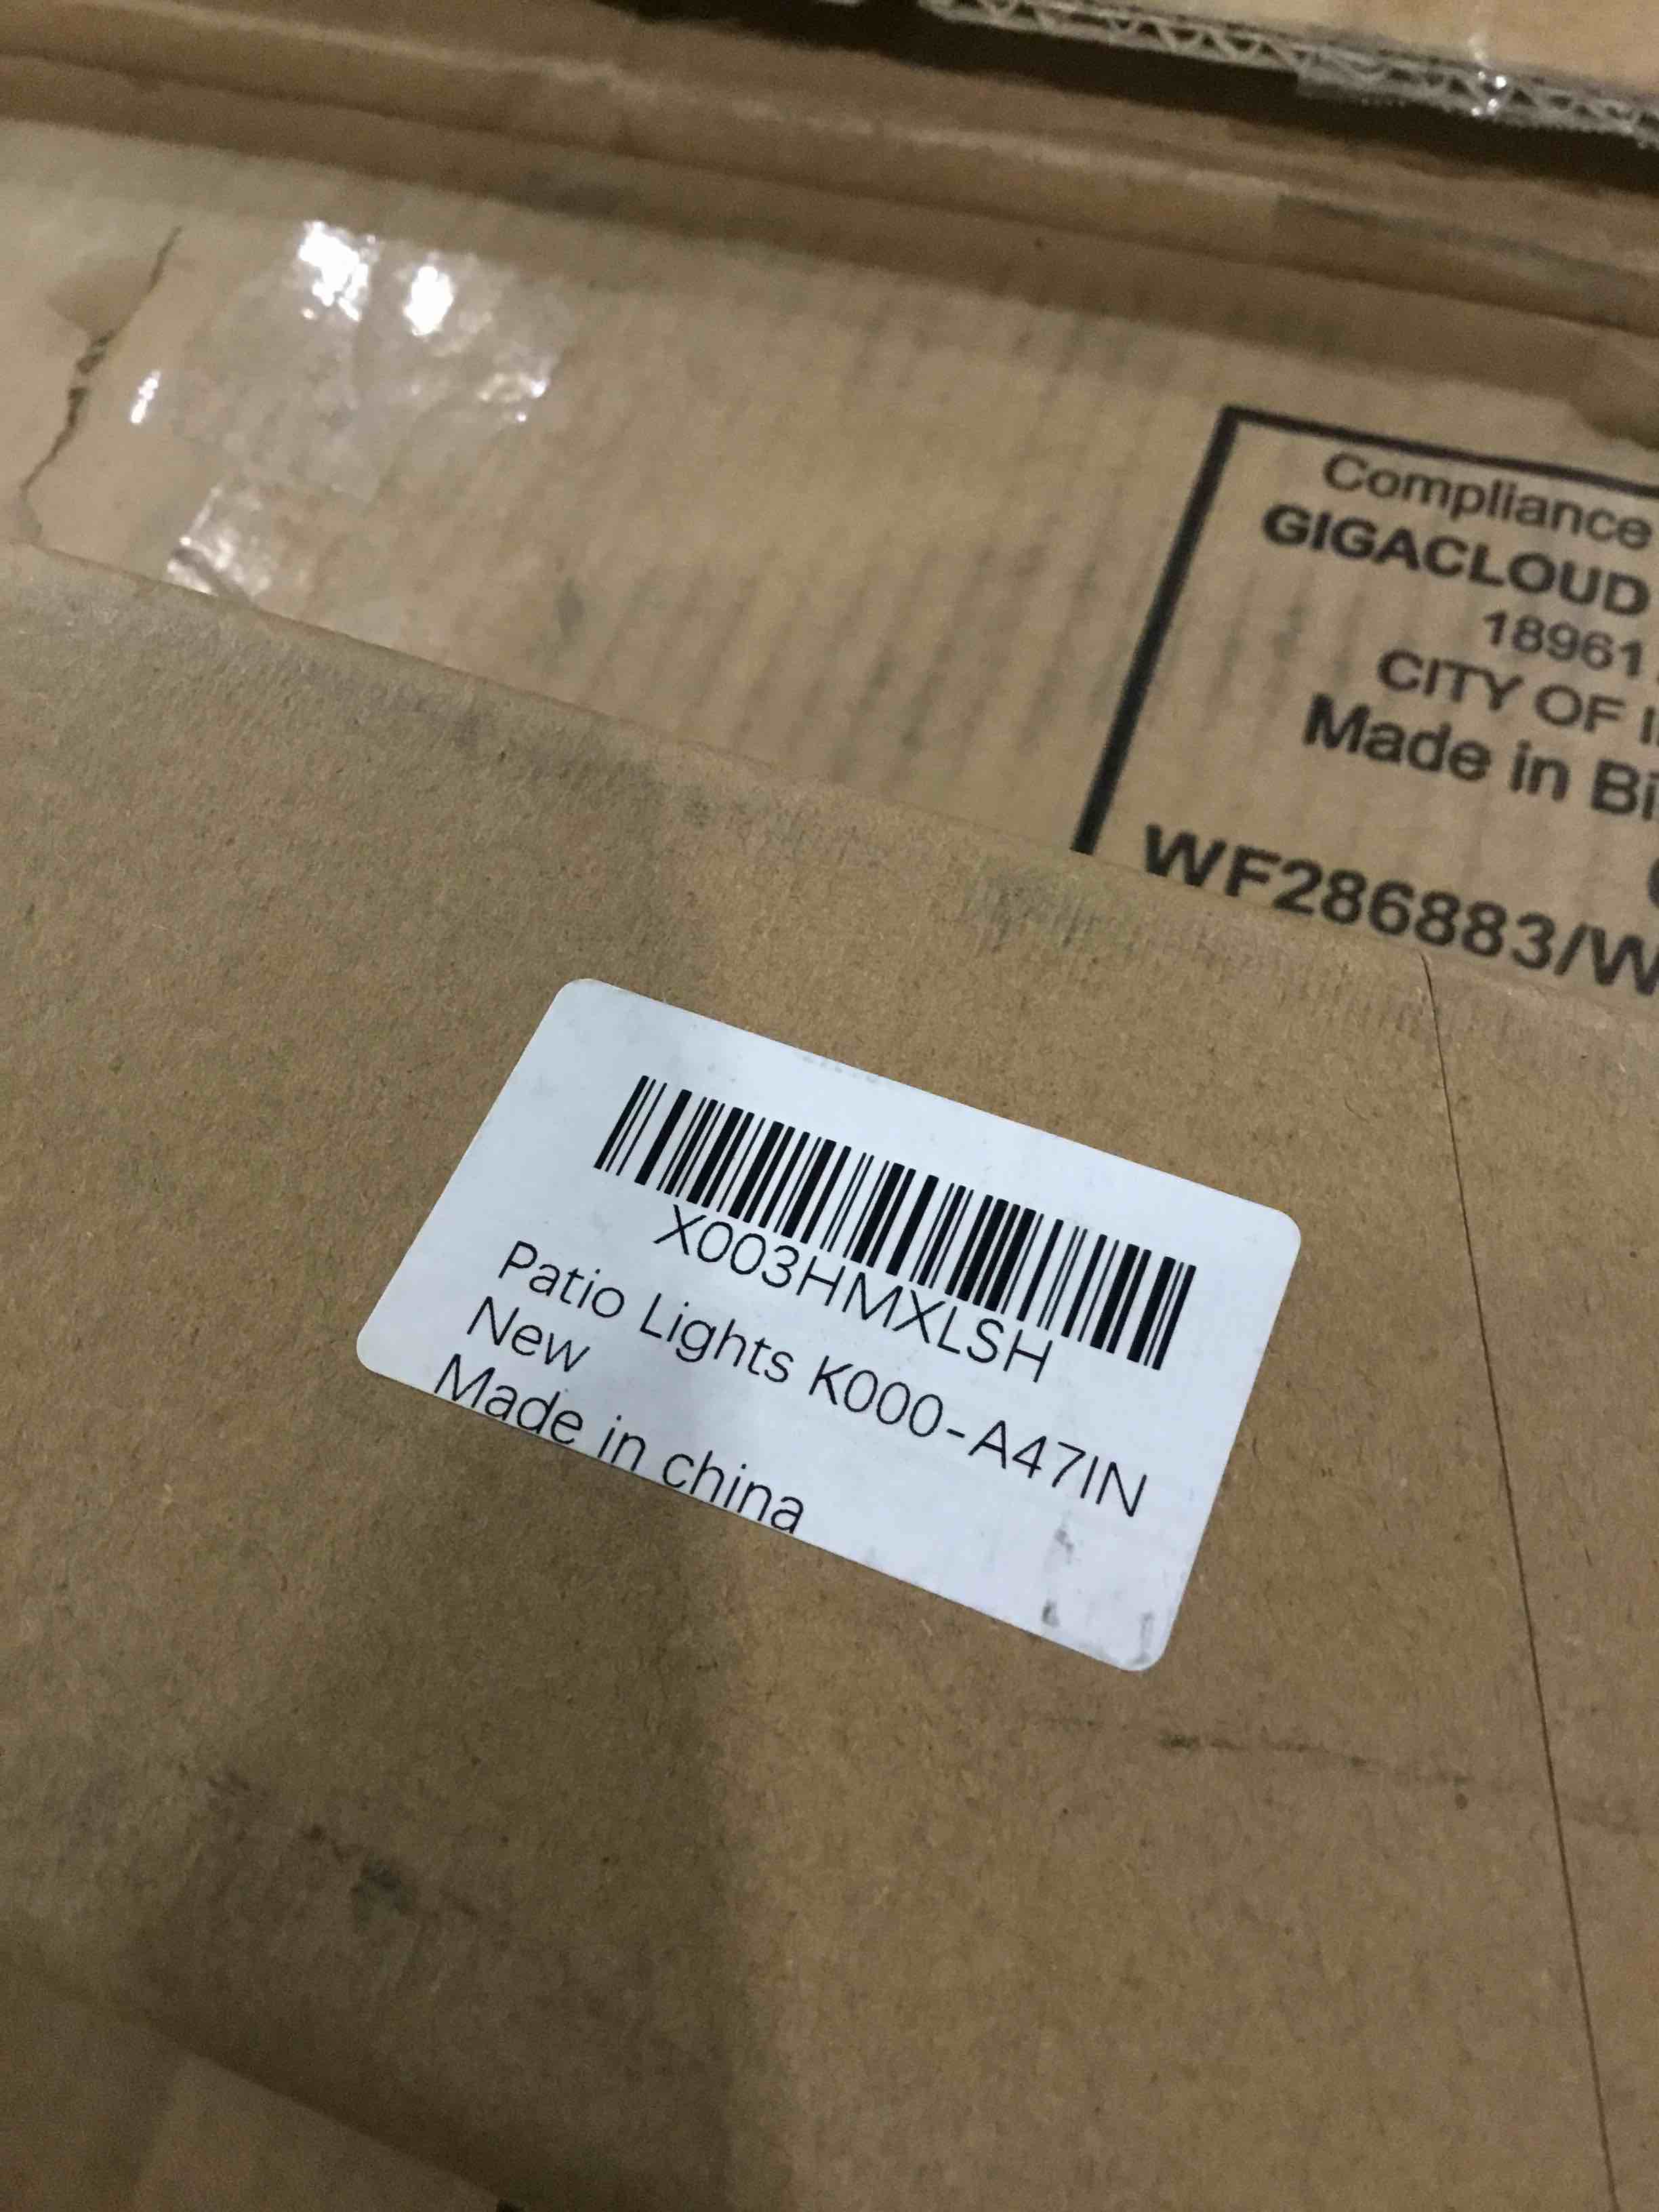 Compliance
GIGACLOUD
18961
CITY OF
Made in
WF286883/W
X003HMXLSH
Patio Lights K000-A47IN
New
Made in china